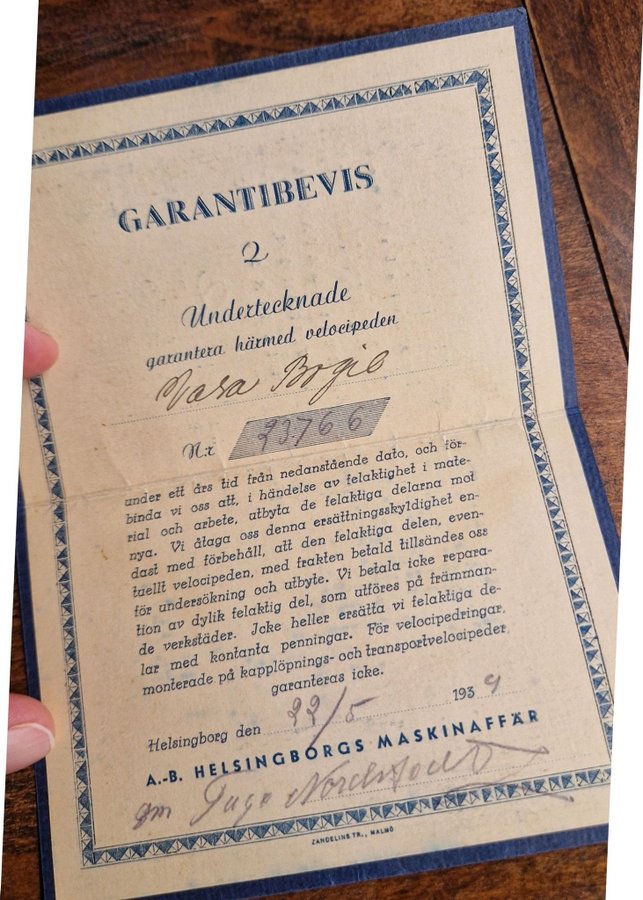 GARANTIBEVIS
Undertecknade
garantera härmed velocipeden
Vasa
Nr 23766
under ett års tid från nedanstående dato, och för-
binda vi oss att, i händelse av felaktighet i mate-
rial och arbete, utbyta de felaktiga delarna mot
nya. Vi åtaga oss denna ersättningsskyldighet en-
dast med förbehåll, att den felaktiga delen, even-
tuellt velocipeden, med frakten betald tillsändes oss
för undersökning och utbyte. Vi betala icke repara-
tion av dylik felaktig del, som utföres på främman-
de verkstäder. Icke heller ersätta vi felaktiga de-
lar med kontanta penningar. För velocipedringar,
monterade på kapplöpnings- och transportvelocipeder
garanteras icke.
Helsingborg den 22/5 1939
A.-B. HELSINGBORGS MASKINAFFÄR
Tage Nordstedt
ZANDELINS TR., MALMÖ